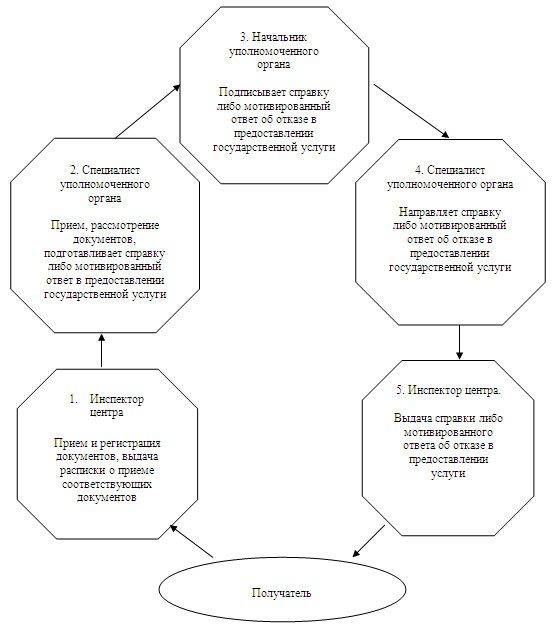 3. Начальник
уполномоченного
органа
Подписывает справку
либо мотивированный
ответ об отказе в
предоставлении
государственной услуги
2. Специалист
уполномоченного
органа
Прием, рассмотрение
документов,
подготавливает справку
либо мотивированный
ответ в предоставлении
государственной услуги
4. Специалист
уполномоченного органа
Направляет справку
либо мотивированный
ответ об отказе в
предоставлении
государственной услуги
1. Инспектор
центра
Прием и регистрация
документов, выдача
расписки о приеме
соответствующих
документов
5. Инспектор центра.
Выдача справки либо
мотивированного
ответа об отказе в
предоставлении
услуги
Получатель